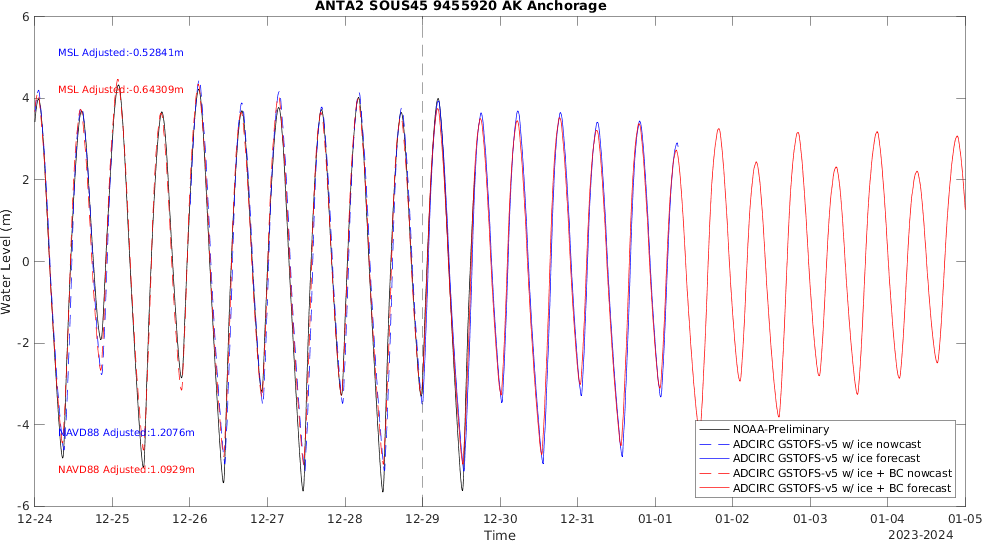 ANTA2 SOUS45 9455920 AK Anchorage
6
MSL Adjusted:-0.52841m
MSL Adjusted:-0.64309m
4
2
0
-2
-4
-6
Water Level (m)
NAVD88 Adjusted:1.2076m
NAVD88 Adjusted:1.0929m
NOAA-Preliminary
ADCIRC GSTOFS-v5 w/ ice nowcast
ADCIRC GSTOFS-v5 w/ ice forecast
ADCIRC GSTOFS-v5 w/ ice + BC nowcast
ADCIRC GSTOFS-v5 w/ ice + BC forecast
12-24 12-25 12-26 12-27 12-28 12-29 12-30 12-31 01-01 01-02 01-03 01-04 01-05
Time
2023-2024